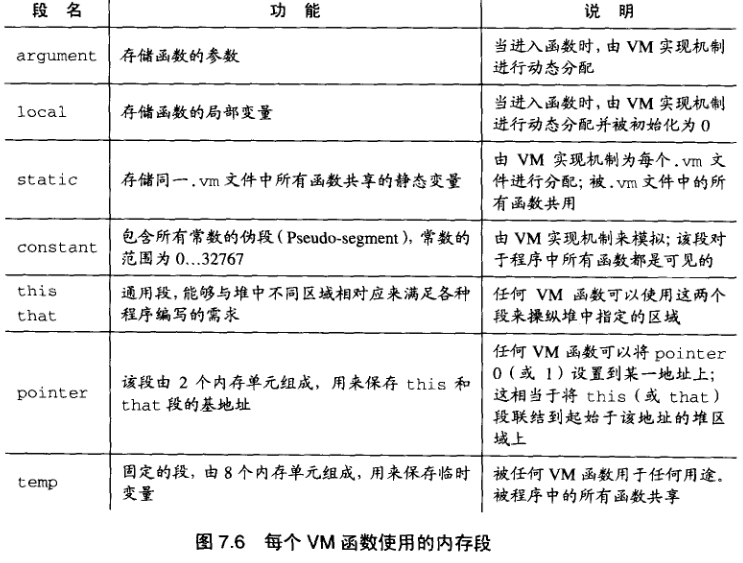 段 名 功 能 说 明
argument 存储函数的参数 当进入函数时,由 VM 实现机制
进行动态分配
local 存储函数的局部变量 当进入函数时,由 VM 实现机制
进行动态分配并被初始化为 0
static 存储同一.vm 文件中所有函数共享的静态变量 由 VM 实现机制为每个.vm 文
件进行分配; 被.vm文件中的所
有函数共用
constant 包含所有常数的伪段(Pseudo-segment), 常数的
范围为 0...32767
由 VM 实现机制来模拟; 该段对
于程序中所有函数都是可见的
this
that
通用段,能够与堆中不同区域相对应来满足各种
程序编写的需求
任何 VM 函数可以使用这两个
段来操纵堆中指定的区域
pointer 该段由 2 个内存单元组成, 用来保存 this 和
that 段的基地址
任何 VM 函数可以将 pointer
0 (或 1) 设置到某一地址上;
这相当于将 this (或 that)
段联结到起始于该地址的堆区
域上
temp 固定的段, 由 8 个内存单元组成, 用来保存临时
变量
被任何 VM 函数用于任何用途。
被程序中的所有函数共享
图 7.6 每个 VM 函数使用的内存段